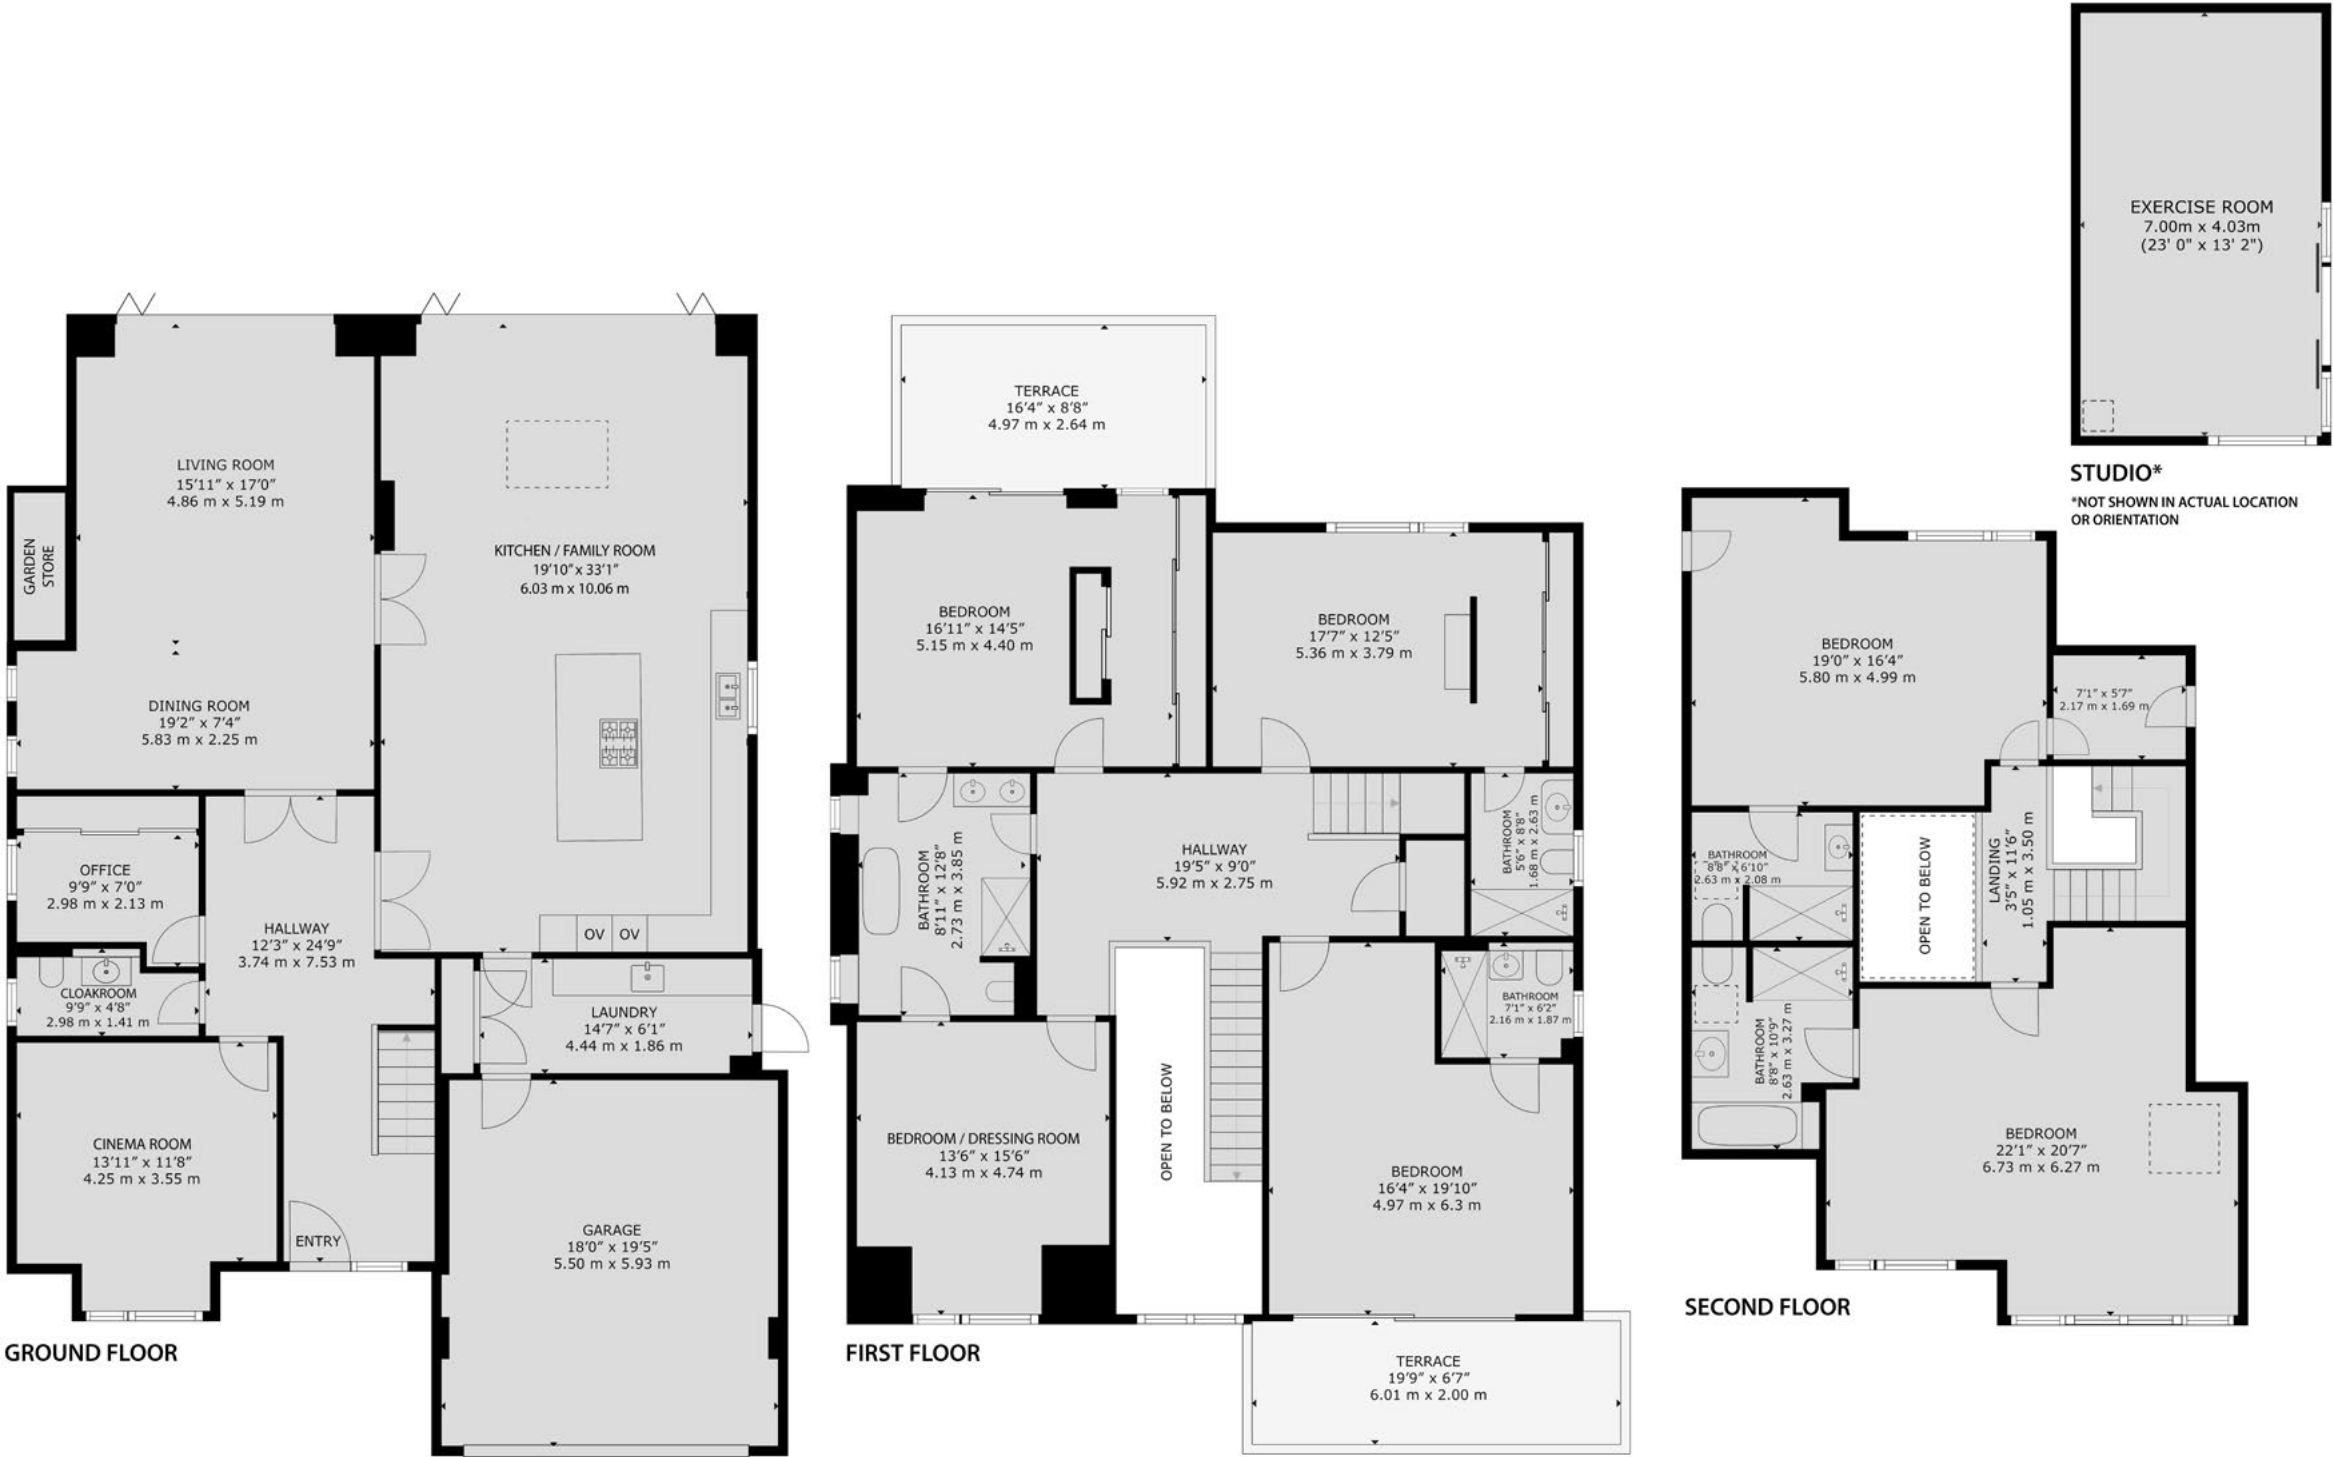 LIVING ROOM
15'11" x 17'0"
4.86 m x 5.19 m
GARDEN
STORE
KITCHEN / FAMILY ROOM
19'10" x 33'1"
6.03 m x 10.06 m
DINING ROOM
19'2" x 7'4"
5.83 m x 2.25 m
OFFICE
9'9" x 7'0"
2.98 m x 2.13 m
HALLWAY
12'3" x 24'9"
3.74 m x 7.53 m
OV OV
CLOAKROOM
9'9" x 4'8"
2.98 m x 1.41 m
LAUNDRY
14'7" x 6'1"
4.44 m x 1.86 m
CINEMA ROOM
13'11" x 11'8"
4.25 m x 3.55 m
ENTRY
GARAGE
18'0" x 19'5"
5.50 m x 5.93 m
GROUND FLOOR
TERRACE
16'4" x 8'8"
4.97 m x 2.64 m
BEDROOM
16'11" x 14'5"
5.15 m x 4.40 m
BEDROOM
17'7" x 12'5"
5.36 m x 3.79 m
BATHROOM
8'11" x 12'8"
2.73 m x 3.85 m
HALLWAY
19'5" x 9'0"
5.92 m x 2.75 m
BATHROOM
5'6" x 8'8"
1.68 m x 2.63 m
BATHROOM
7'1" x 6'2"
2.16 m x 1.87 m
BEDROOM / DRESSING ROOM
13'6" x 15'6"
4.13 m x 4.74 m
OPEN TO BELOW
BEDROOM
16'4" x 19'10"
4.97 m x 6.3 m
TERRACE
19'9" x 6'7"
6.01 m x 2.00 m
FIRST FLOOR
BEDROOM
19'0" x 16'4"
5.80 m x 4.99 m
7'1" x 5'7"
2.17 m x 1.69 m
BATHROOM
8'8" x 6'10"
2.63 m x 2.08 m
OPEN TO BELOW
LANDING
3'5" x 11'6"
1.05 m x 3.50 m
BATHROOM
8'8" x 10'9"
2.63 m x 3.27 m
BEDROOM
22'1" x 20'7"
6.73 m x 6.27 m
SECOND FLOOR
EXERCISE ROOM
7.00m x 4.03m
(23' 0" x 13' 2")
STUDIO*
*NOT SHOWN IN ACTUAL LOCATION
OR ORIENTATION